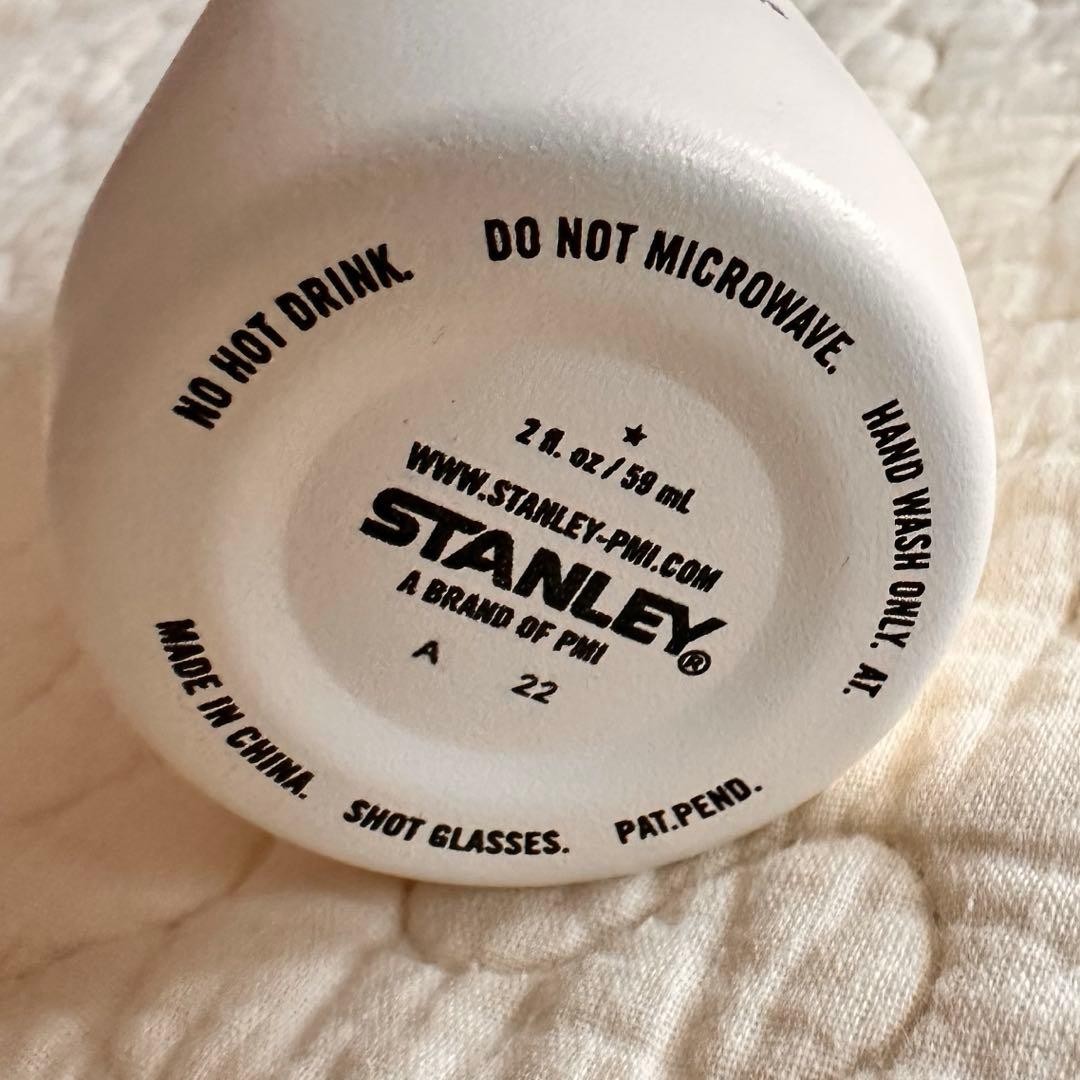 NO HOT DRINK.
DO NOT MICROWAVE.
HAND WASH ONLY. AT.
PAT.PEND.
SHOT GLASSES.
MADE IN CHINA.
★
2 fl. oz / 59 mL
WWW.STANLEY-PMI.COM
STANLEY®
A BRAND OF PMI
A 22